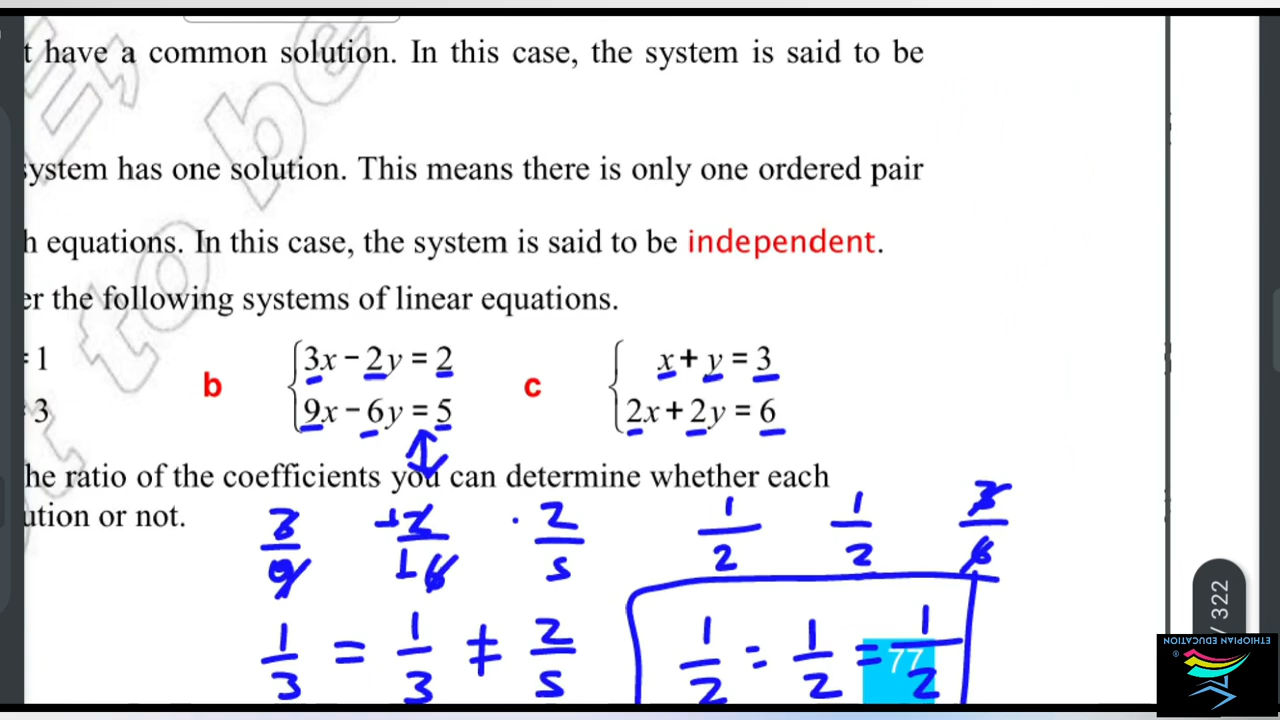 t have a common solution. In this case, the system is said to be
system has one solution. This means there is only one ordered pair
h equations. In this case, the system is said to be independent.
er the following systems of linear equations.
= 1
= 3
b
3x − 2y = 2
9x − 6y = 5
c
x + y = 3
2x + 2y = 6
he ratio of the coefficients you can determine whether each
ution or not.
3/9 +2/+6 · 2/5
1/3 = 1/3 ≠ 2/5
1/2 1/2 3/6
1/2 = 1/2 = 1/2
77
/ 322
ETHIOPIAN EDUCATION
®
to be